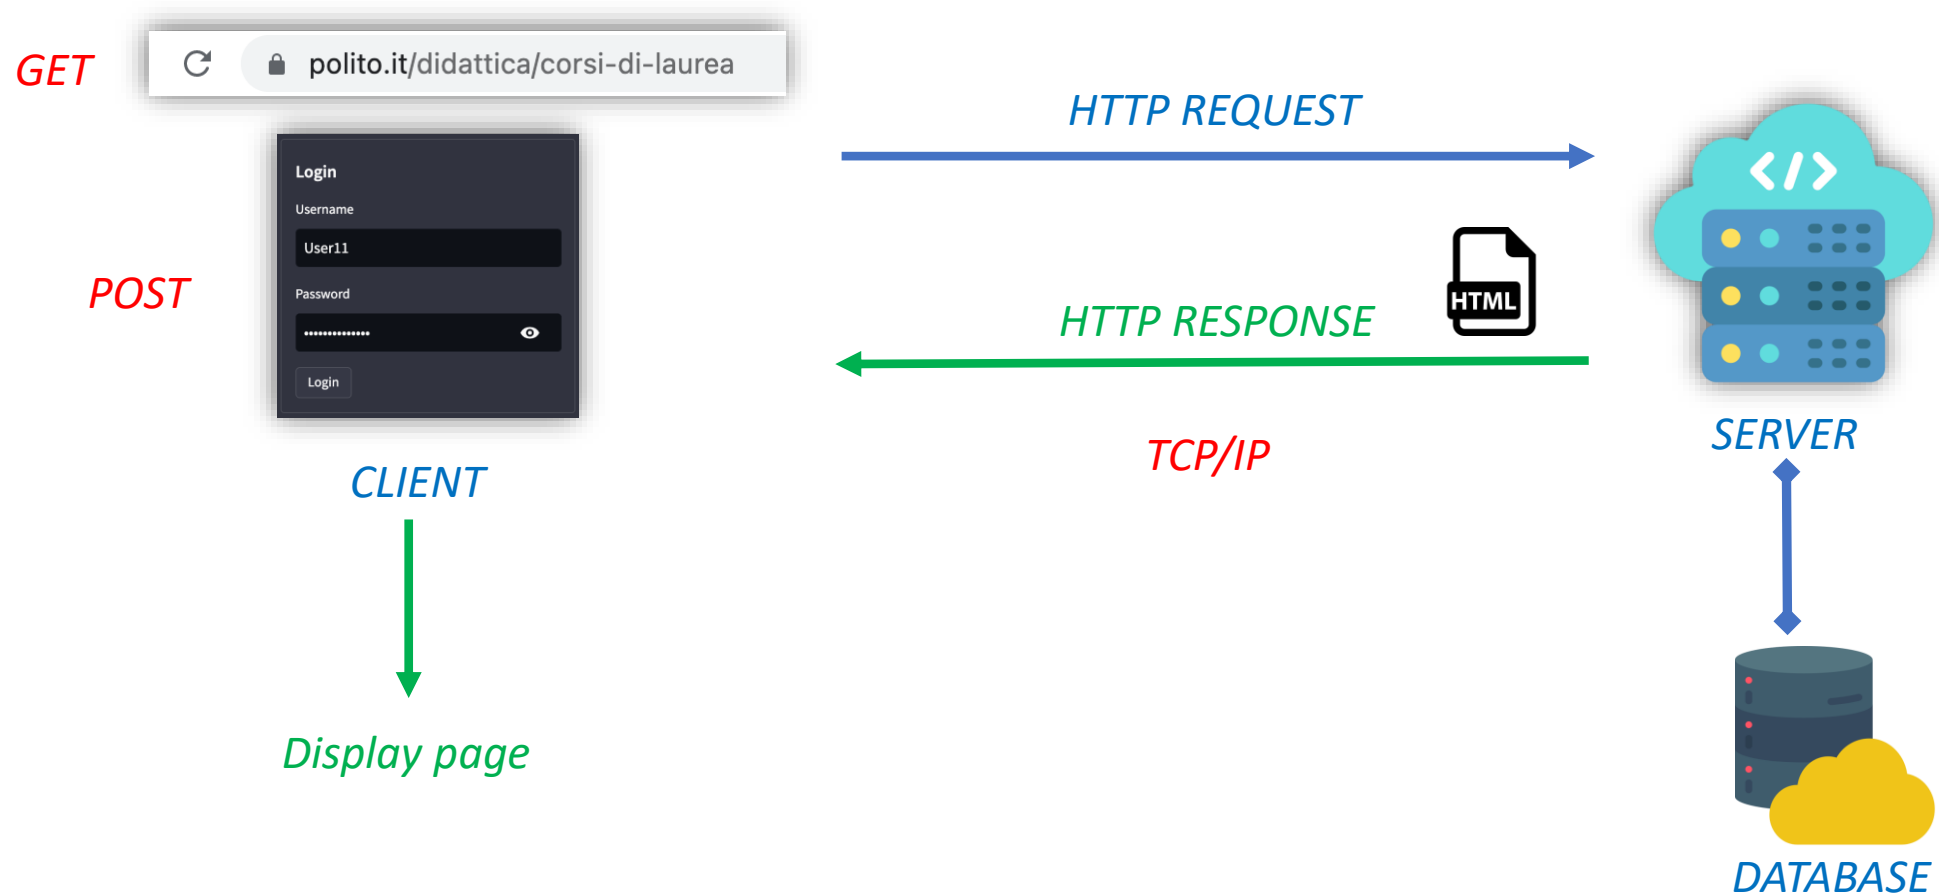 GET
polito.it/didattica/corsi-di-laurea
HTTP REQUEST
</>
Login
Username
User11
POST
Password
••••••••••••••
Login
HTML
HTTP RESPONSE
TCP/IP
SERVER
CLIENT
Display page
DATABASE